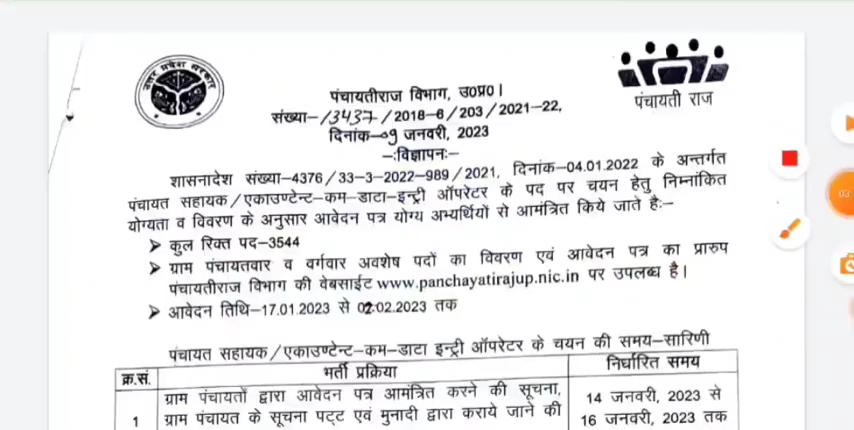 उत्तर प्रदेश सरकार
पंचायतीराज विभाग, उ०प्र०।
पंचायती राज
संख्या-/3437/2018-6/203/2021-22,
दिनांक-09 जनवरी, 2023
-:विज्ञापनः-
शासनादेश संख्या-4376/33-3-2022-989/2021, दिनांक-04.01.2022 के अन्तर्गत
पंचायत सहायक/एकाउण्टेन्ट-कम-डाटा-इन्ट्री ऑपरेटर के पद पर चयन हेतु निम्नांकित
योग्यता व विवरण के अनुसार आवेदन पत्र योग्य अभ्यर्थियों से आमंत्रित किये जाते है:-
➤ कुल रिक्त पद-3544
➤ ग्राम पंचायतवार व वर्गवार अवशेष पदों का विवरण एवं आवेदन पत्र का प्रारुप
पंचायतीराज विभाग की वेबसाईट www.panchayatirajup.nic.in पर उपलब्ध है।
➤ आवेदन तिथि-17.01.2023 से 02.02.2023 तक
पंचायत सहायक/एकाउण्टेन्ट-कम-डाटा इन्ट्री ऑपरेटर के चयन की समय-सारिणी
क्र.सं. भर्ती प्रक्रिया निर्धारित समय
ग्राम पंचायतों द्वारा आवेदन पत्र आमंत्रित करने की सूचना, 14 जनवरी, 2023 से
1 ग्राम पंचायत के सूचना पट्ट एवं मुनादी द्वारा कराये जाने की 16 जनवरी, 2023 तक